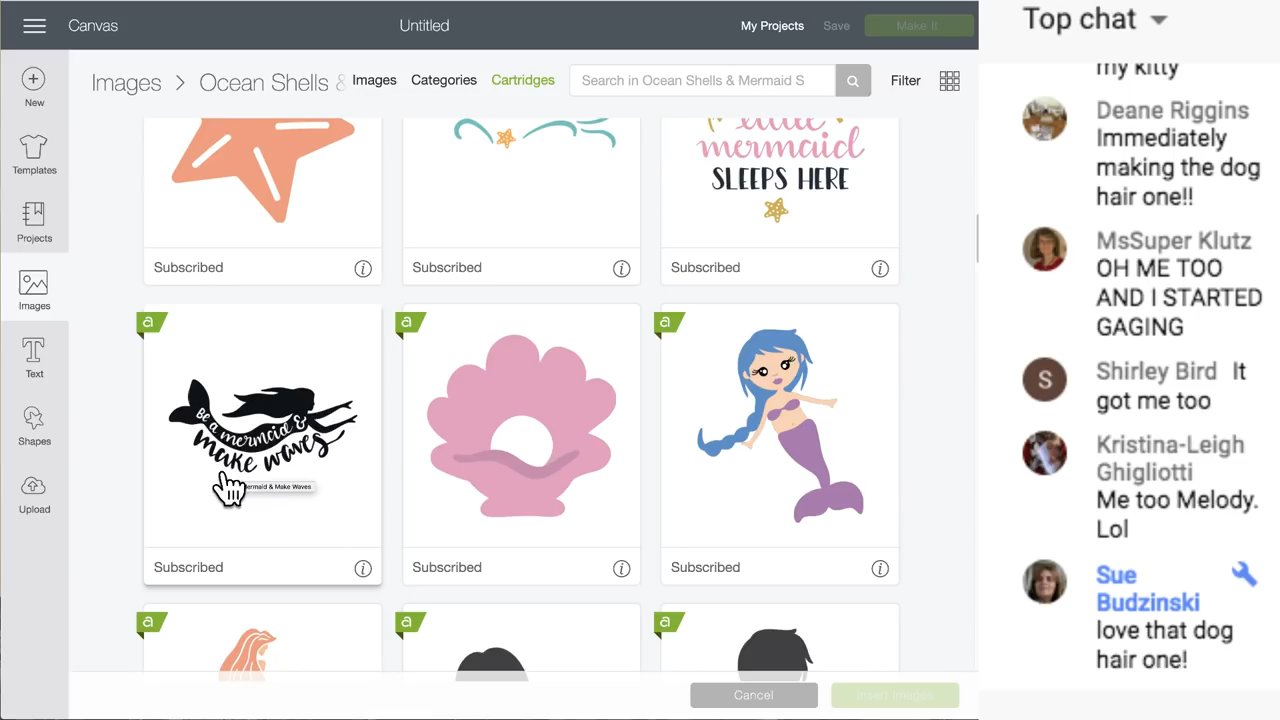 Canvas
Untitled
My Projects
Save
Make It
New
Templates
Projects
Images
Text
Shapes
Upload
Images > Ocean Shells &
Images
Categories
Cartridges
Search in Ocean Shells & Mermaid S
Filter
little
mermaid
SLEEPS HERE
Subscribed
Subscribed
Subscribed
a
a
a
Be a mermaid &
make waves
ermaid & Make Waves
Subscribed
Subscribed
Subscribed
a
a
a
Cancel
Insert Images
Top chat
my kitty
Deane Riggins
Immediately
making the dog
hair one!!
MsSuper Klutz
OH ME TOO
AND I STARTED
GAGING
S
Shirley Bird It
got me too
Kristina-Leigh
Ghigliotti
Me too Melody.
Lol
Sue
Budzinski
love that dog
hair one!